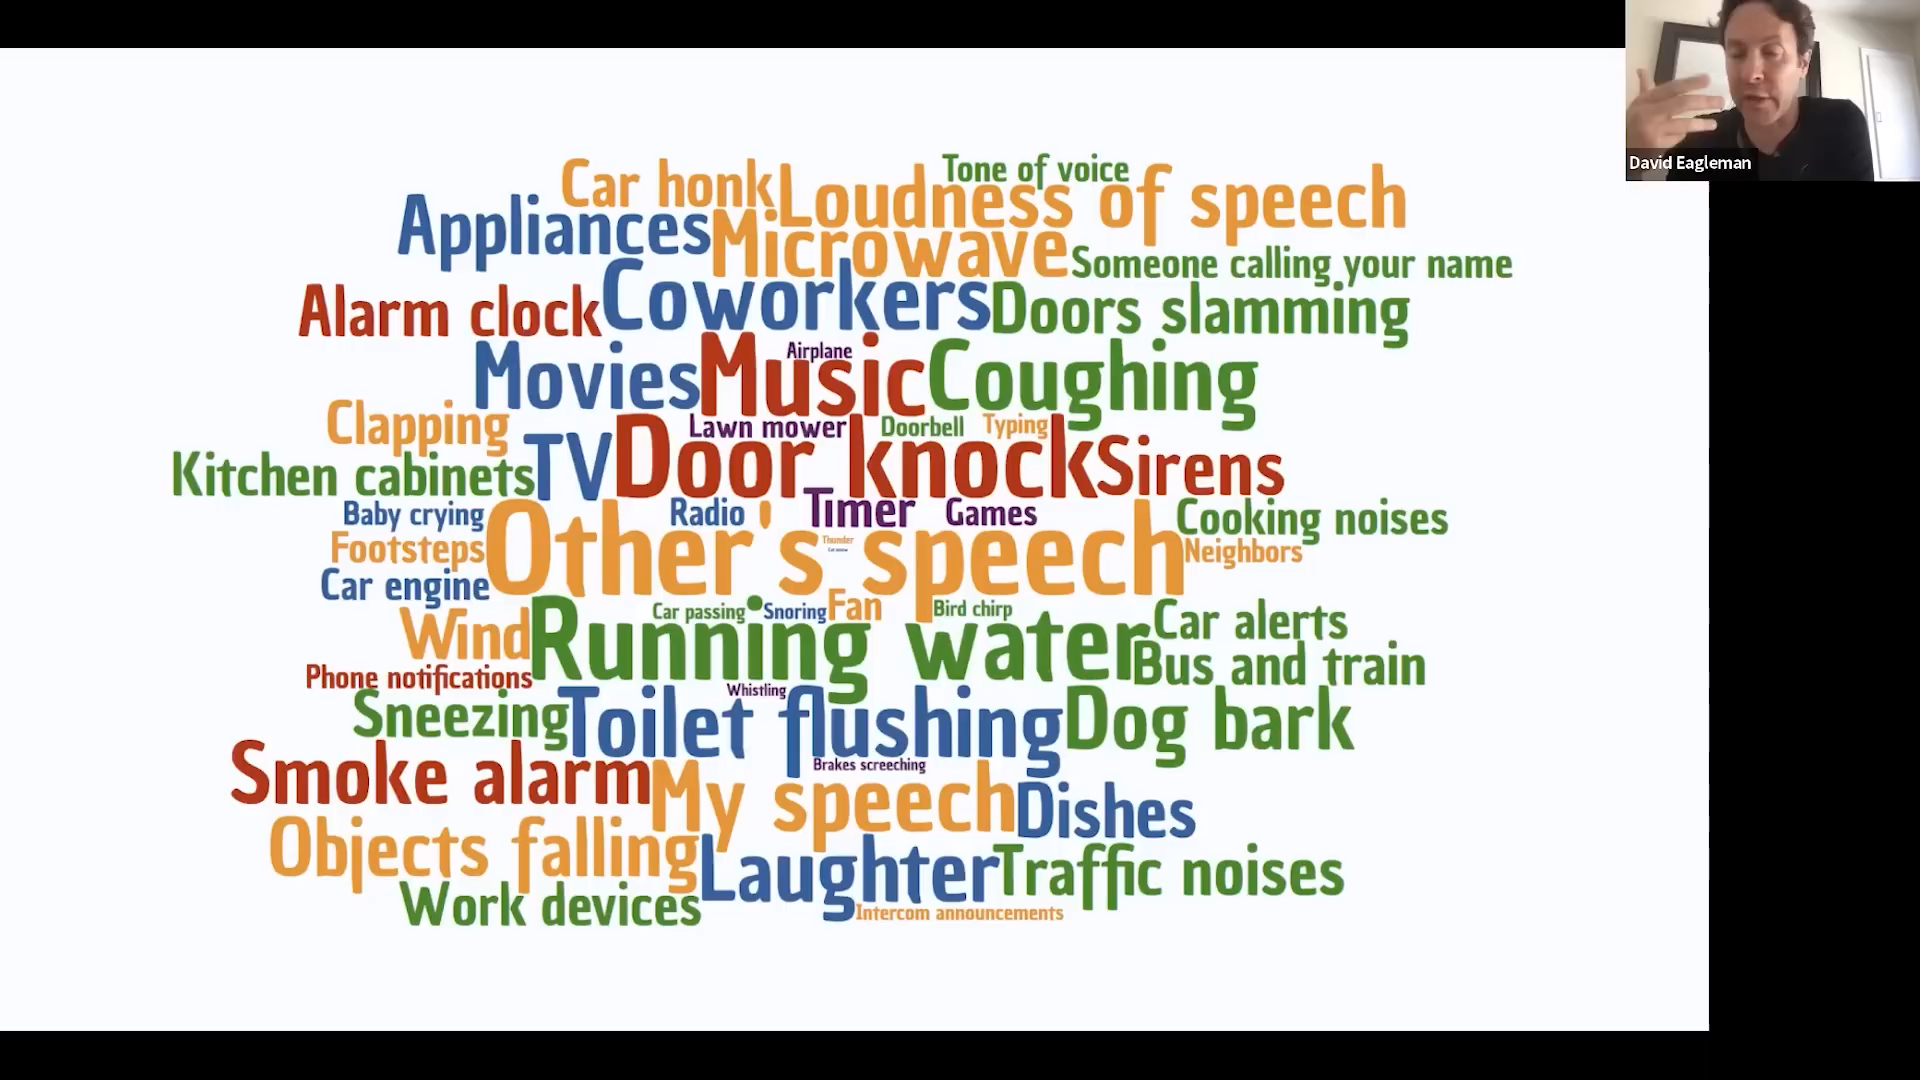 David Eagleman
Tone of voice
Car honk
Loudness of speech
Appliances
Microwave
Someone calling your name
Alarm clock
Coworkers
Doors slamming
Airplane
Movies
Music
Coughing
Clapping
Lawn mower
Doorbell
Typing
Kitchen cabinets
TV
Door knock
Sirens
Baby crying
Radio
Timer
Games
Cooking noises
Footsteps
Other's speech
Thunder
Neighbors
Car engine
Car passing
Snoring
Fan
Bird chirp
Car alerts
Wind
Running water
Bus and train
Phone notifications
Whistling
Sneezing
Toilet flushing
Dog bark
Brakes screeching
Smoke alarm
My speech
Dishes
Objects falling
Laughter
Traffic noises
Work devices
Intercom announcements